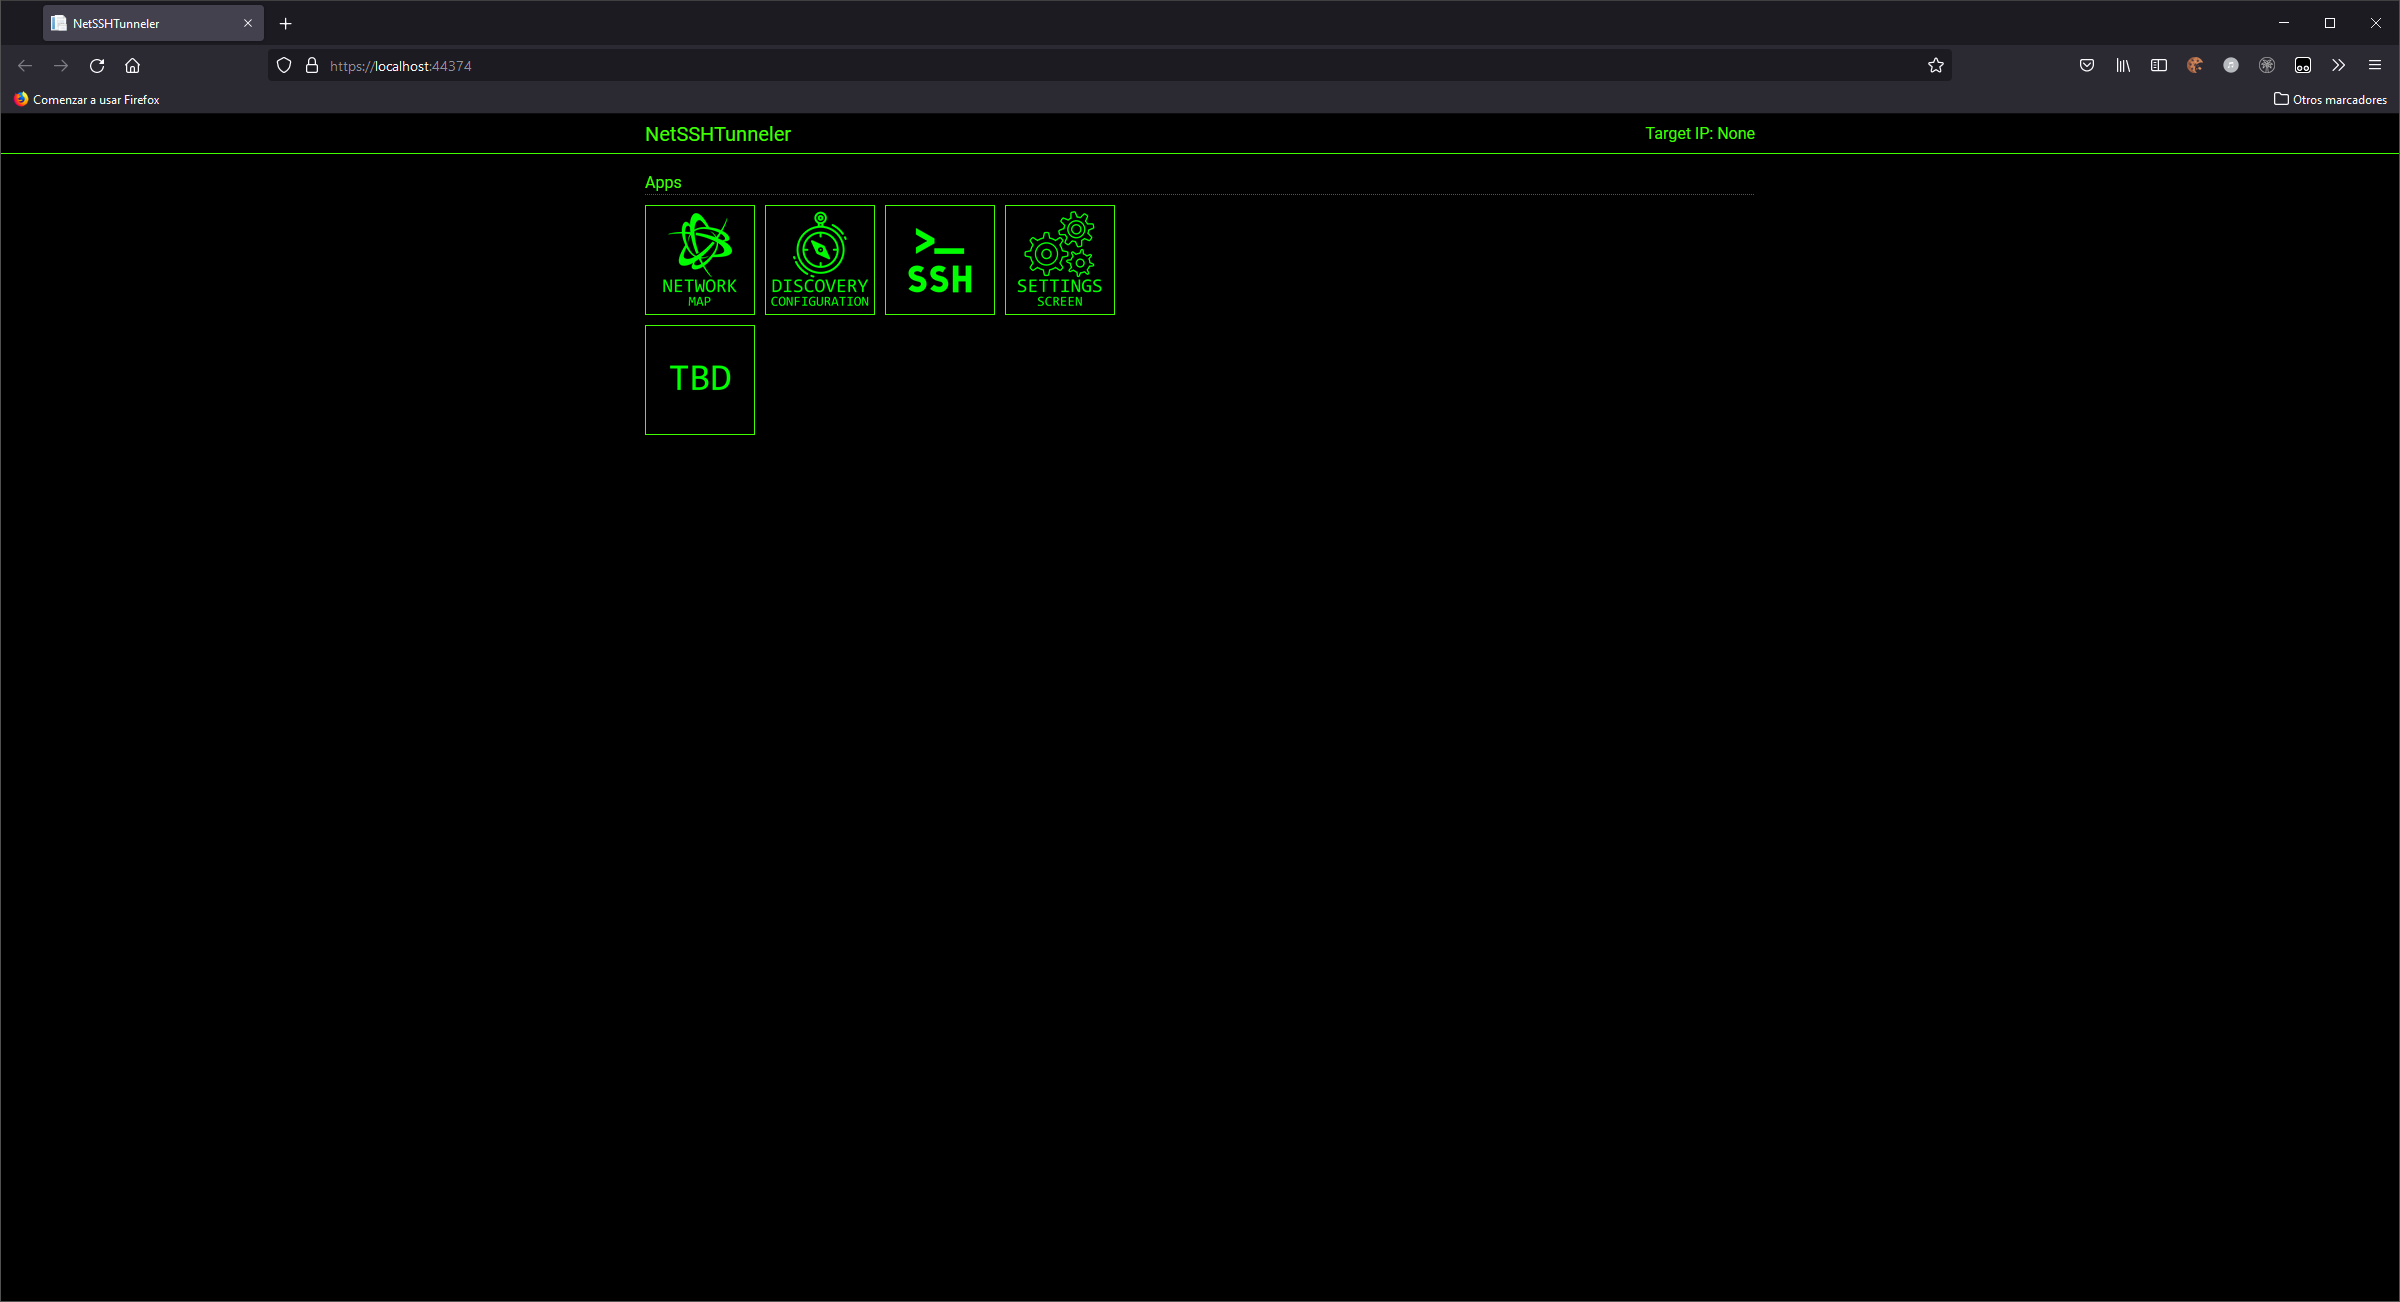 NetSSHTunneler
https://localhost:44374
Comenzar a usar Firefox
Otros marcadores
NetSSHTunneler
Target IP: None
Apps
NETWORK
MAP
DISCOVERY
CONFIGURATION
>_
SSH
SETTINGS
SCREEN
TBD